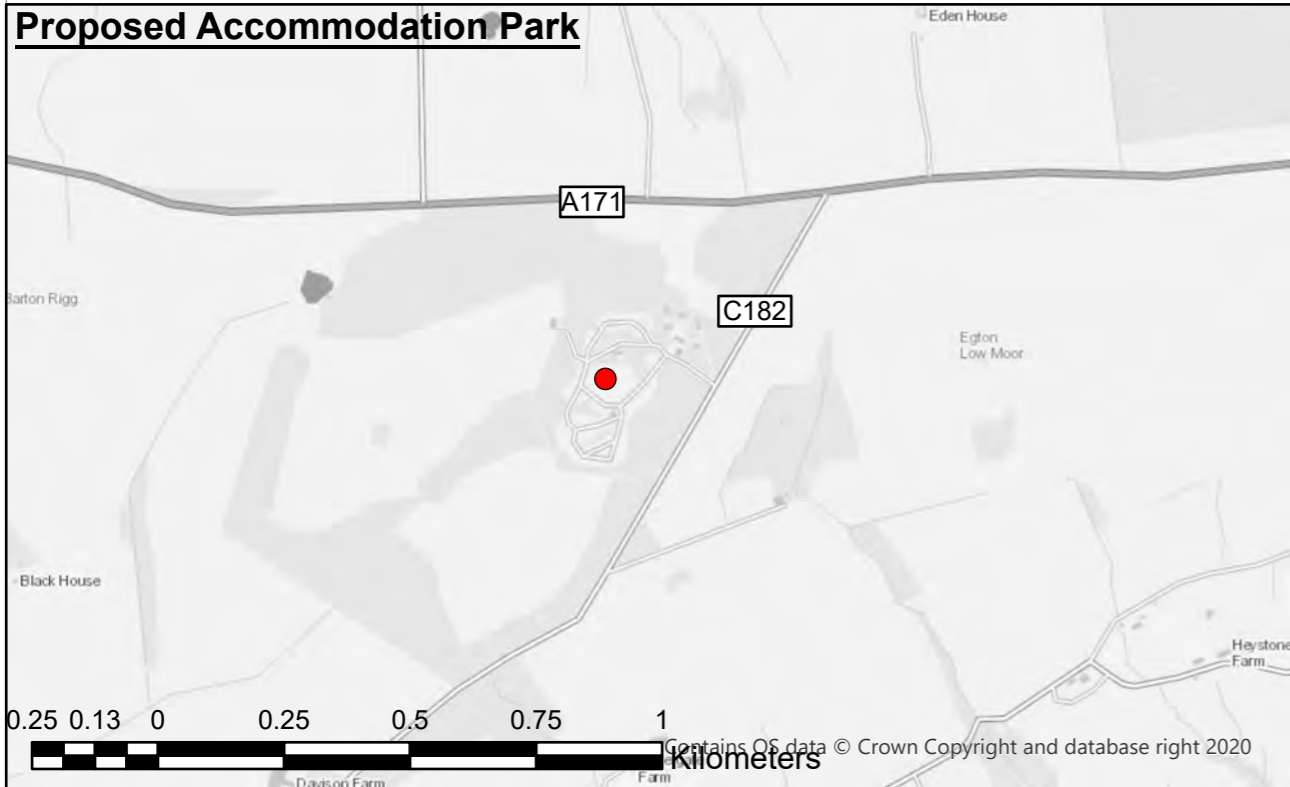 Proposed Accommodation Park
Eden House
A171
Barton Rigg
C182
Egton
Low Moor
Black House
Heystone
Farm
0.25 0.13 0 0.25 0.5 0.75 1
Kilometers
Contains OS data © Crown Copyright and database right 2020
Farm
Davison Farm